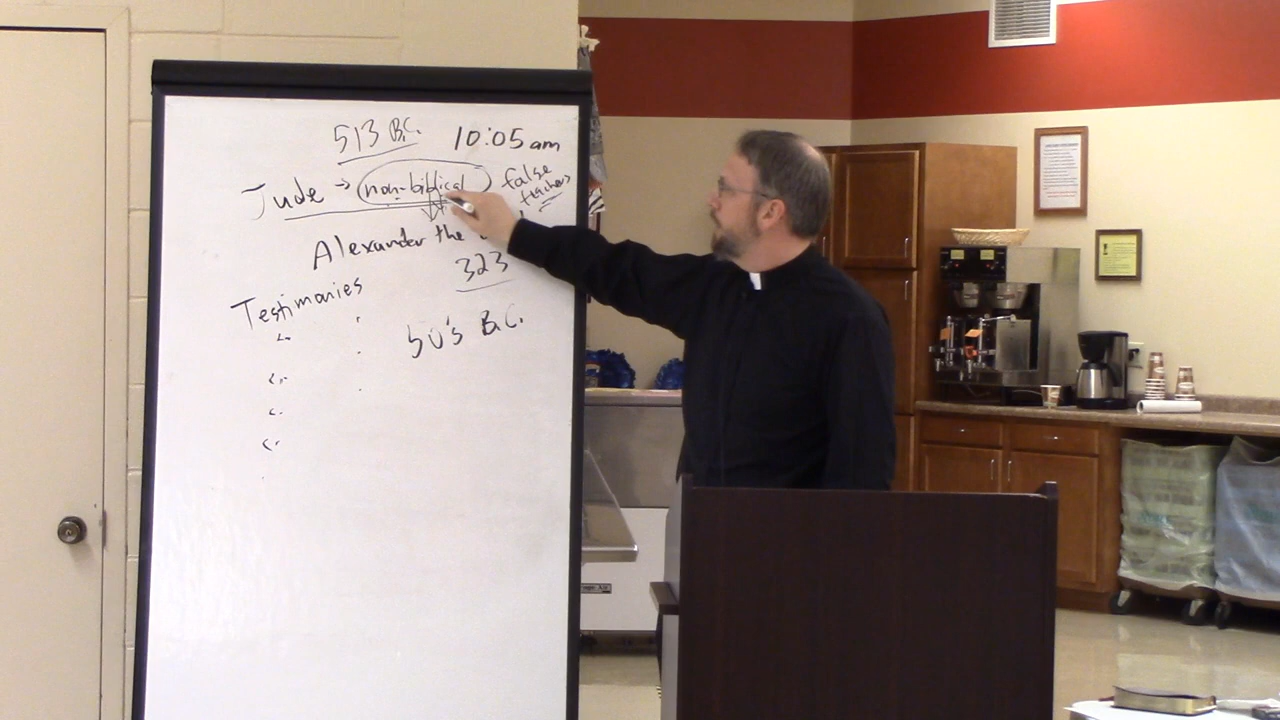 513 B.C. 10:05 am
Jude → non-biblical false
teachers
Alexander the
323
Testimonies
50's B.C.